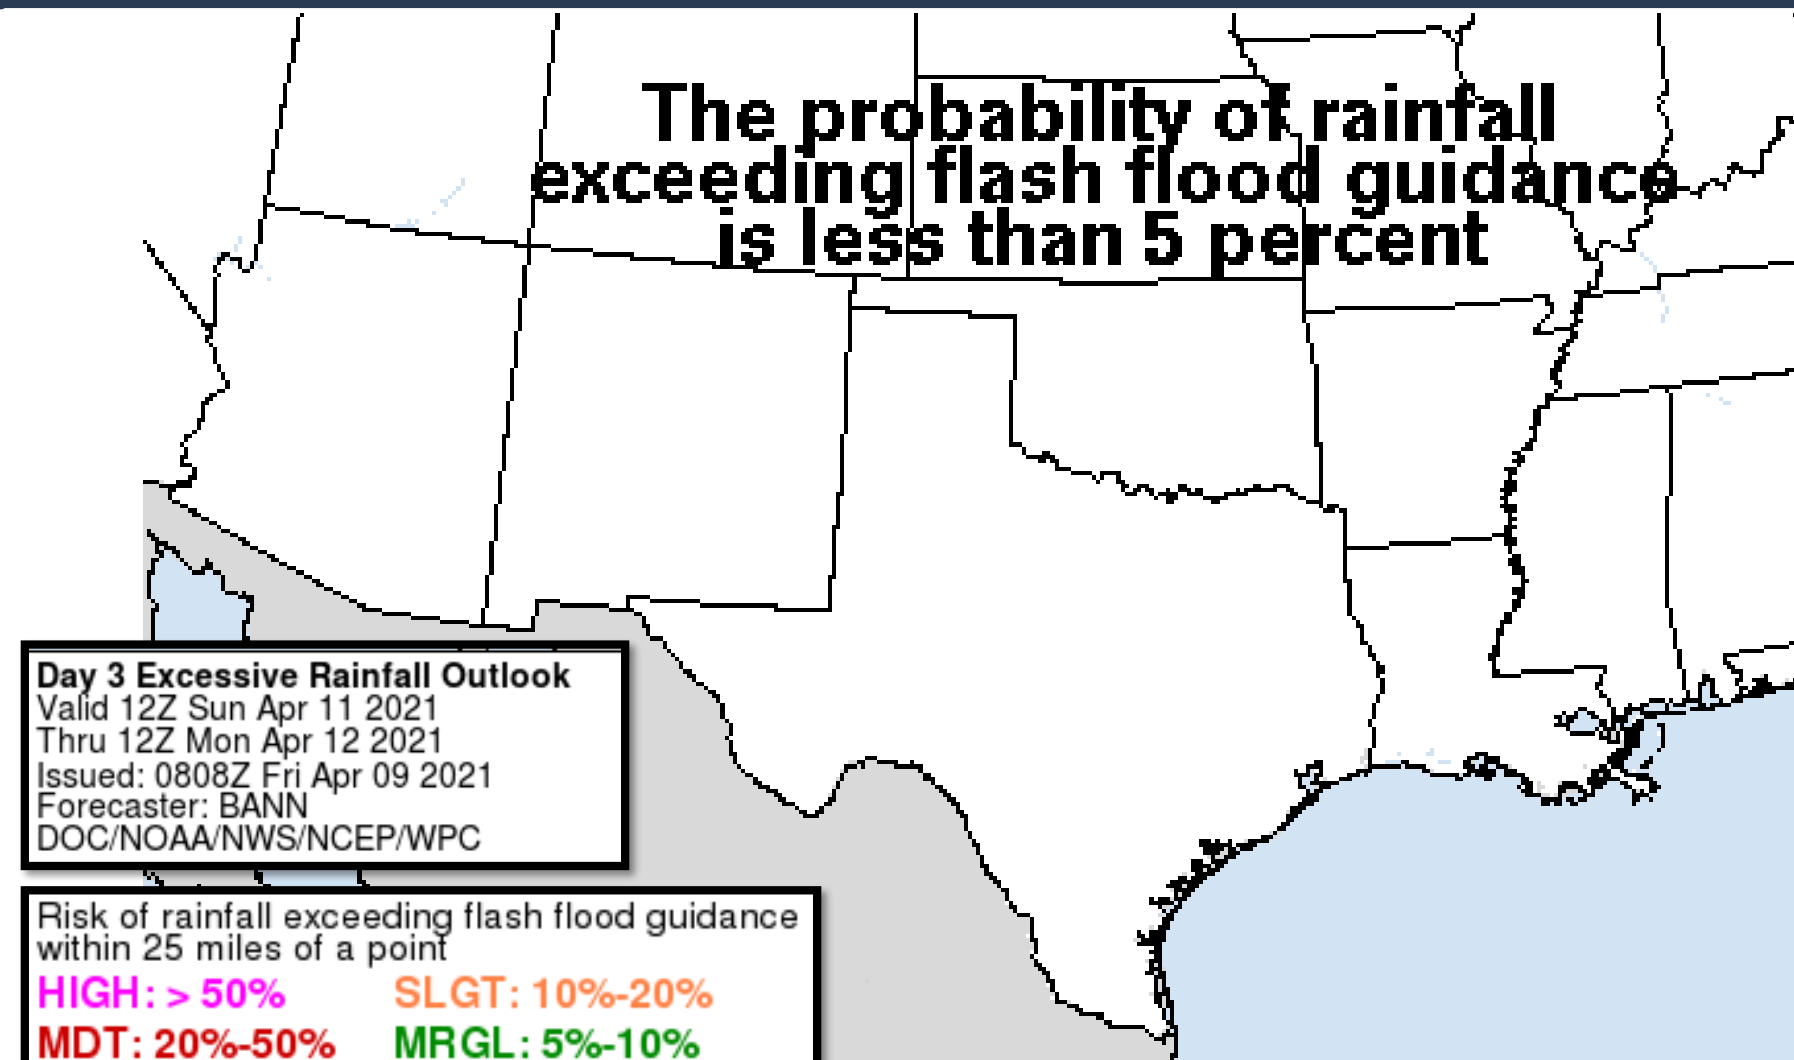 The probability of rainfall
exceeding flash flood guidance
is less than 5 percent
Day 3 Excessive Rainfall Outlook
Valid 12Z Sun Apr 11 2021
Thru 12Z Mon Apr 12 2021
Issued: 0808Z Fri Apr 09 2021
Forecaster: BANN
DOC/NOAA/NWS/NCEP/WPC
Risk of rainfall exceeding flash flood guidance
within 25 miles of a point
HIGH: > 50% SLGT: 10%-20%
MDT: 20%-50% MRGL: 5%-10%